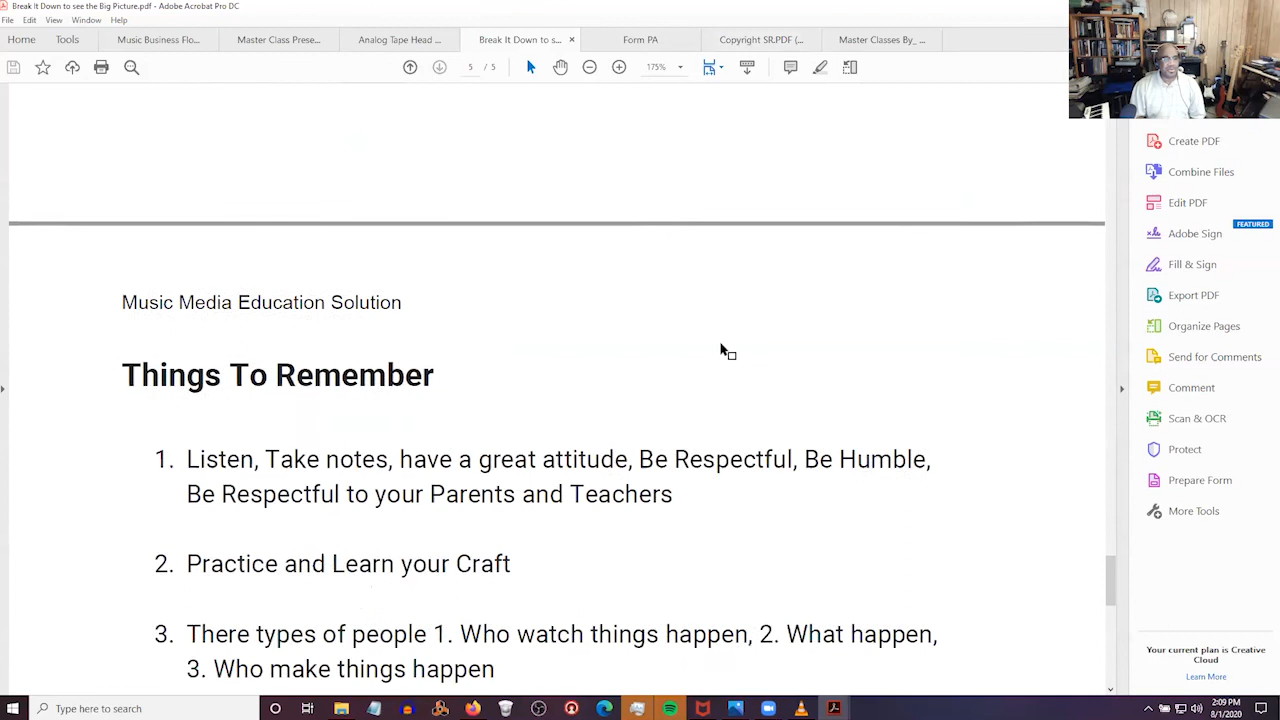 Break It Down to see the Big Picture.pdf - Adobe Acrobat Pro DC
File Edit View Window Help
Home Tools Music Business Flo... Master Class Prese... Analog Tape Break It Down to s... × Form PA Copyright SR.PDF (... Master Classes By_ ...
5 / 5 175%
Create PDF
Combine Files
Edit PDF
FEATURED
Adobe Sign
Fill & Sign
Export PDF
Organize Pages
Send for Comments
Comment
Scan & OCR
Protect
Prepare Form
More Tools
Music Media Education Solution
Things To Remember
1. Listen, Take notes, have a great attitude, Be Respectful, Be Humble,
Be Respectful to your Parents and Teachers
2. Practice and Learn your Craft
3. There types of people 1. Who watch things happen, 2. What happen,
3. Who make things happen
Your current plan is Creative
Cloud
Learn More
Type here to search
2:09 PM
8/1/2020